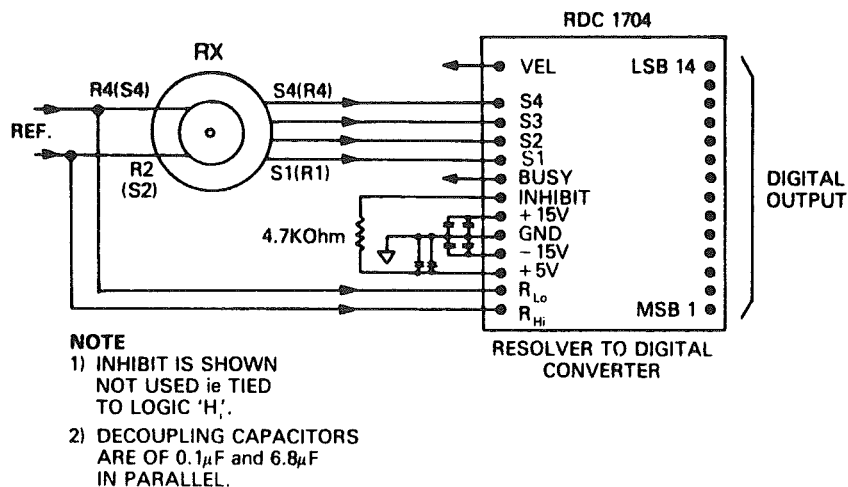 RDC 1704
RX
VEL
LSB 14
R4(S4)
S4(R4)
S4
S3
REF.
S2
S1
R2
(S2)
S1(R1)
BUSY
INHIBIT
DIGITAL
OUTPUT
+ 15V
4.7KOhm
GND
- 15V
+ 5V
R Lo
R Hi
MSB 1
RESOLVER TO DIGITAL
CONVERTER
NOTE
1) INHIBIT IS SHOWN
NOT USED ie TIED
TO LOGIC 'Hi'.
2) DECOUPLING CAPACITORS
ARE OF 0.1μF and 6.8μF
IN PARALLEL.